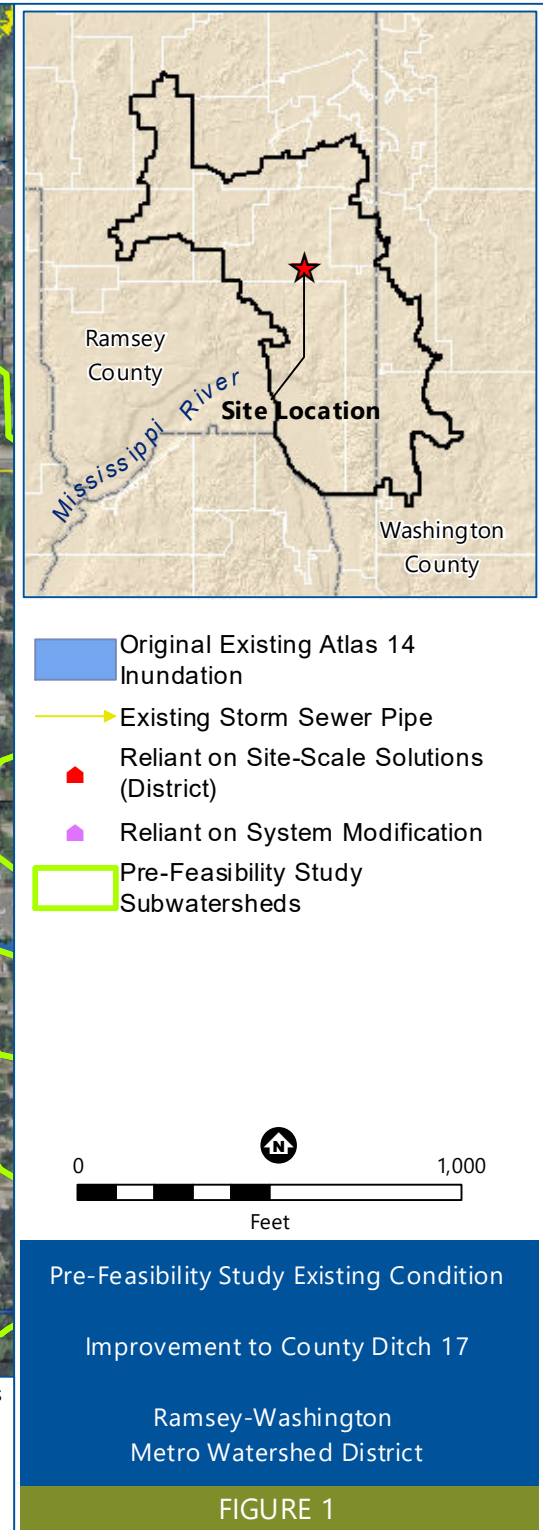 Ramsey
County
Mississippi River
Site Location
Washington
County
Original Existing Atlas 14
Inundation
Existing Storm Sewer Pipe
Reliant on Site-Scale Solutions
(District)
Reliant on System Modification
Pre-Feasibility Study
Subwatersheds
N
0 1,000
Feet
Pre-Feasibility Study Existing Condition
Improvement to County Ditch 17
Ramsey-Washington
Metro Watershed District
FIGURE 1